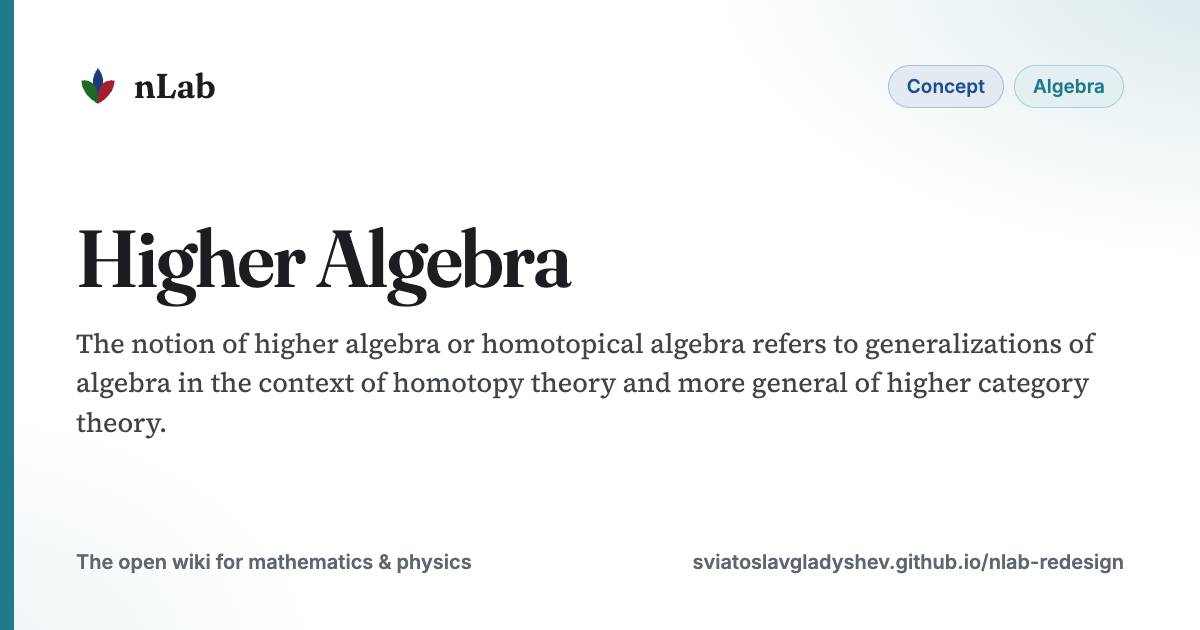 nLab
Concept
Algebra
Higher Algebra
The notion of higher algebra or homotopical algebra refers to generalizations of
algebra in the context of homotopy theory and more general of higher category
theory.
The open wiki for mathematics & physics
sviatoslavgladyshev.github.io/nlab-redesign